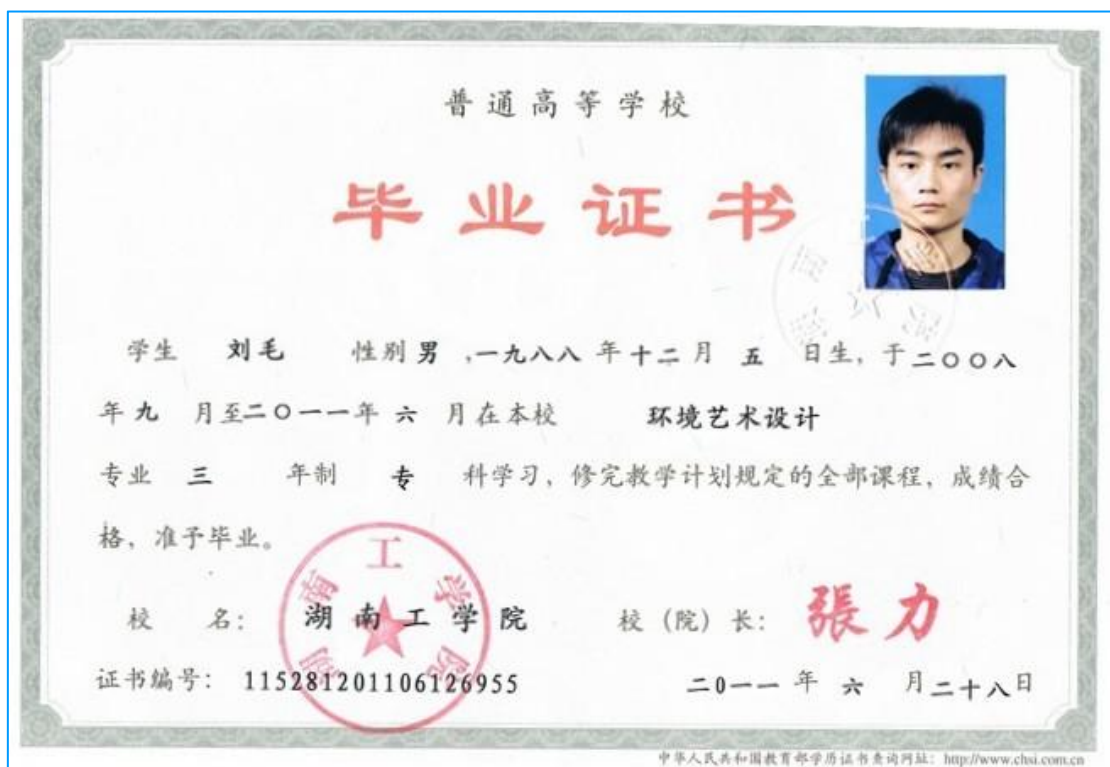 普通高等学校
毕业证书
学生 刘毛 性别 男 ,一九八八 年 十二 月 五 日生，于 二〇〇八
年 九 月至 二〇一一 年 六 月在本校 环境艺术设计
专业 三 年制 专 科学习，修完教学计划规定的全部课程，成绩合
格，准予毕业。
校 名： 湖南工学院 校（院）长： 張力
湖南工学院
证书编号： 115281201106126955 二0一一 年 六 月 二十八 日
中华人民共和国教育部学历证书查询网址：http://www.chsi.com.cn